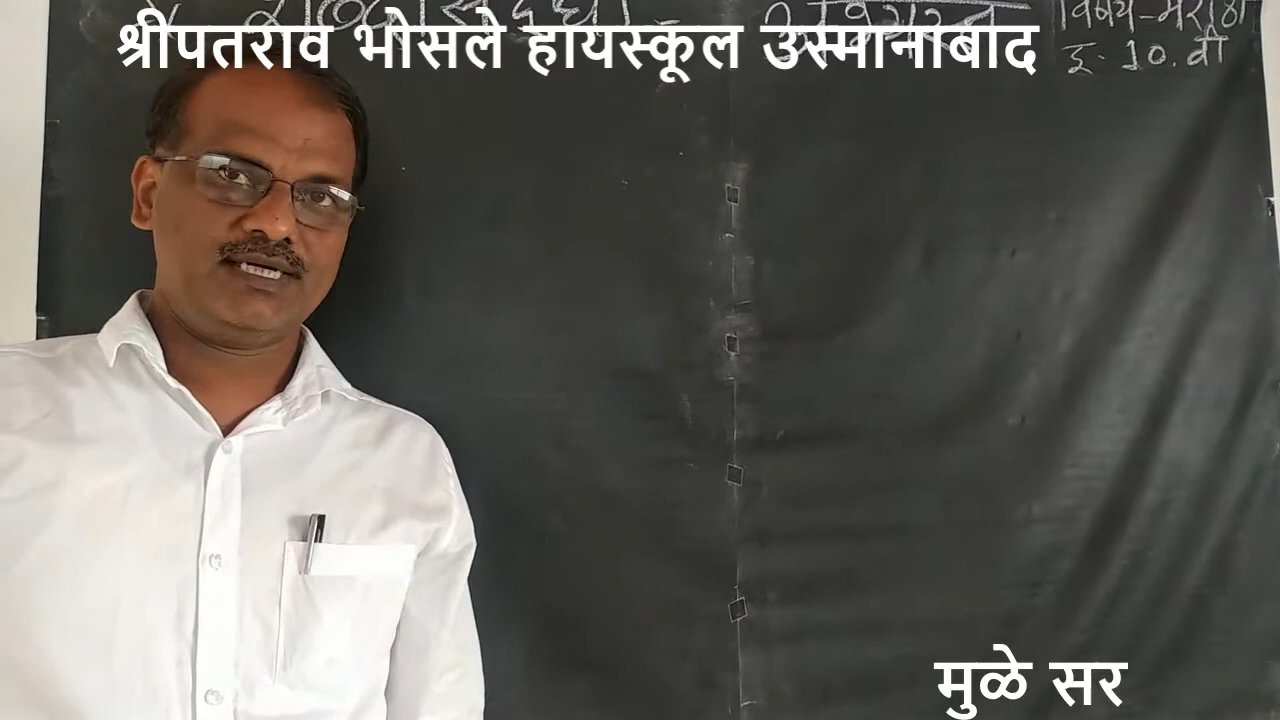 श्रीपतराव भोसले हायस्कूल उस्मानाबाद
विषय-मराठी
इ. 10. वी
मुळे सर